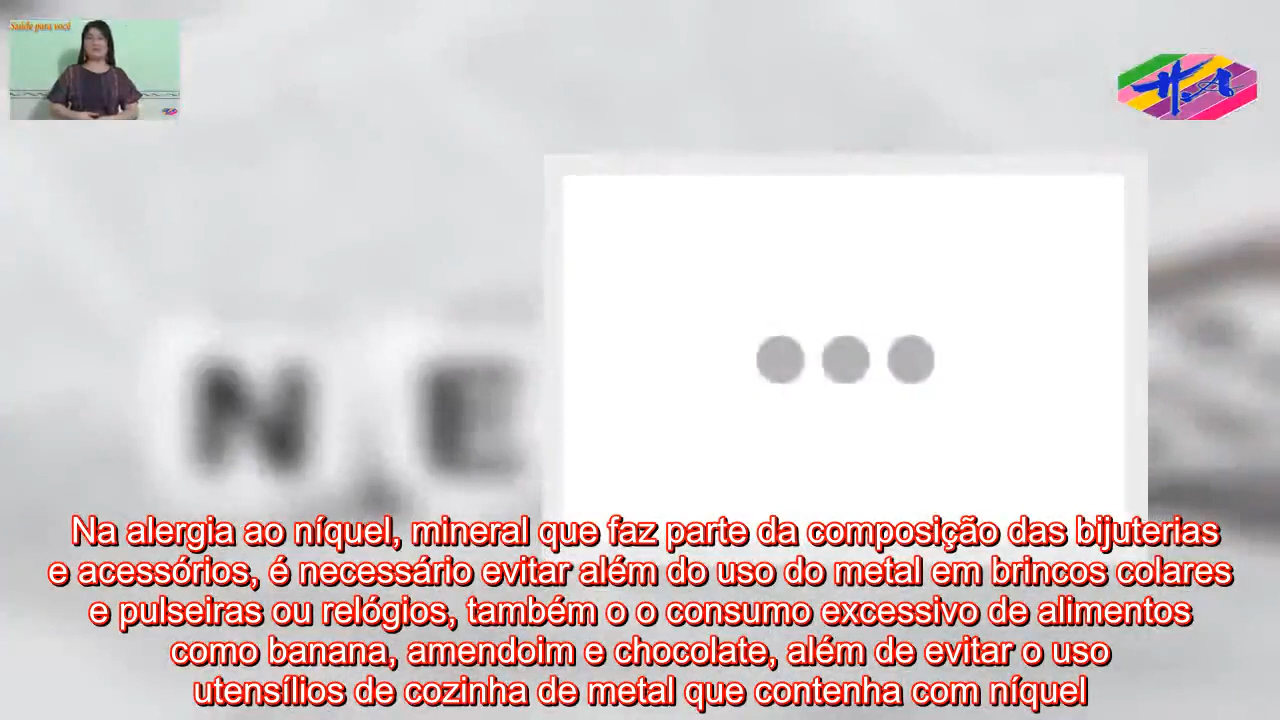 Saúde para você
H.A
N E
Na alergia ao níquel, mineral que faz parte da composição das bijuterias
e acessórios, é necessário evitar além do uso do metal em brincos colares
e pulseiras ou relógios, também o o consumo excessivo de alimentos
como banana, amendoim e chocolate, além de evitar o uso
utensílios de cozinha de metal que contenha com níquel